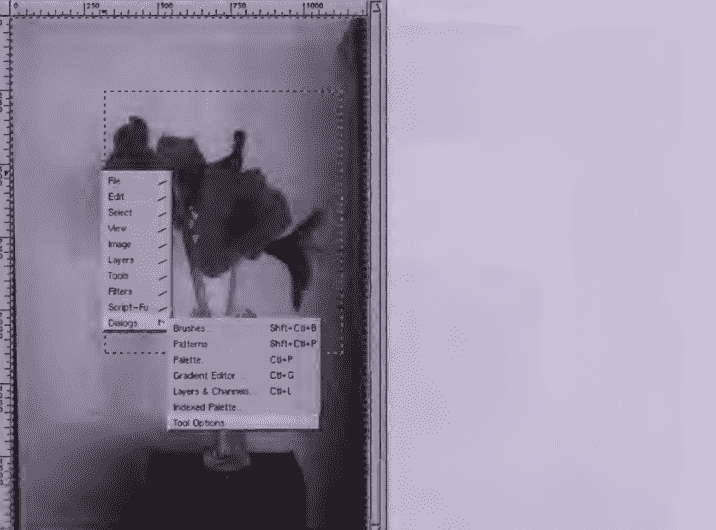 0 250 500 750 1000
File
Edit
Select
View
Image
Layers
Tools
Filters
Script-Fu
Dialogs
Brushes... Shft+Ctl+B
Patterns Shft+Ctl+P
Palette. Ctl+P
Gradient Editor Ctl+G
Layers & Channels... Ctl+L
Indexed Palette..
Tool Options